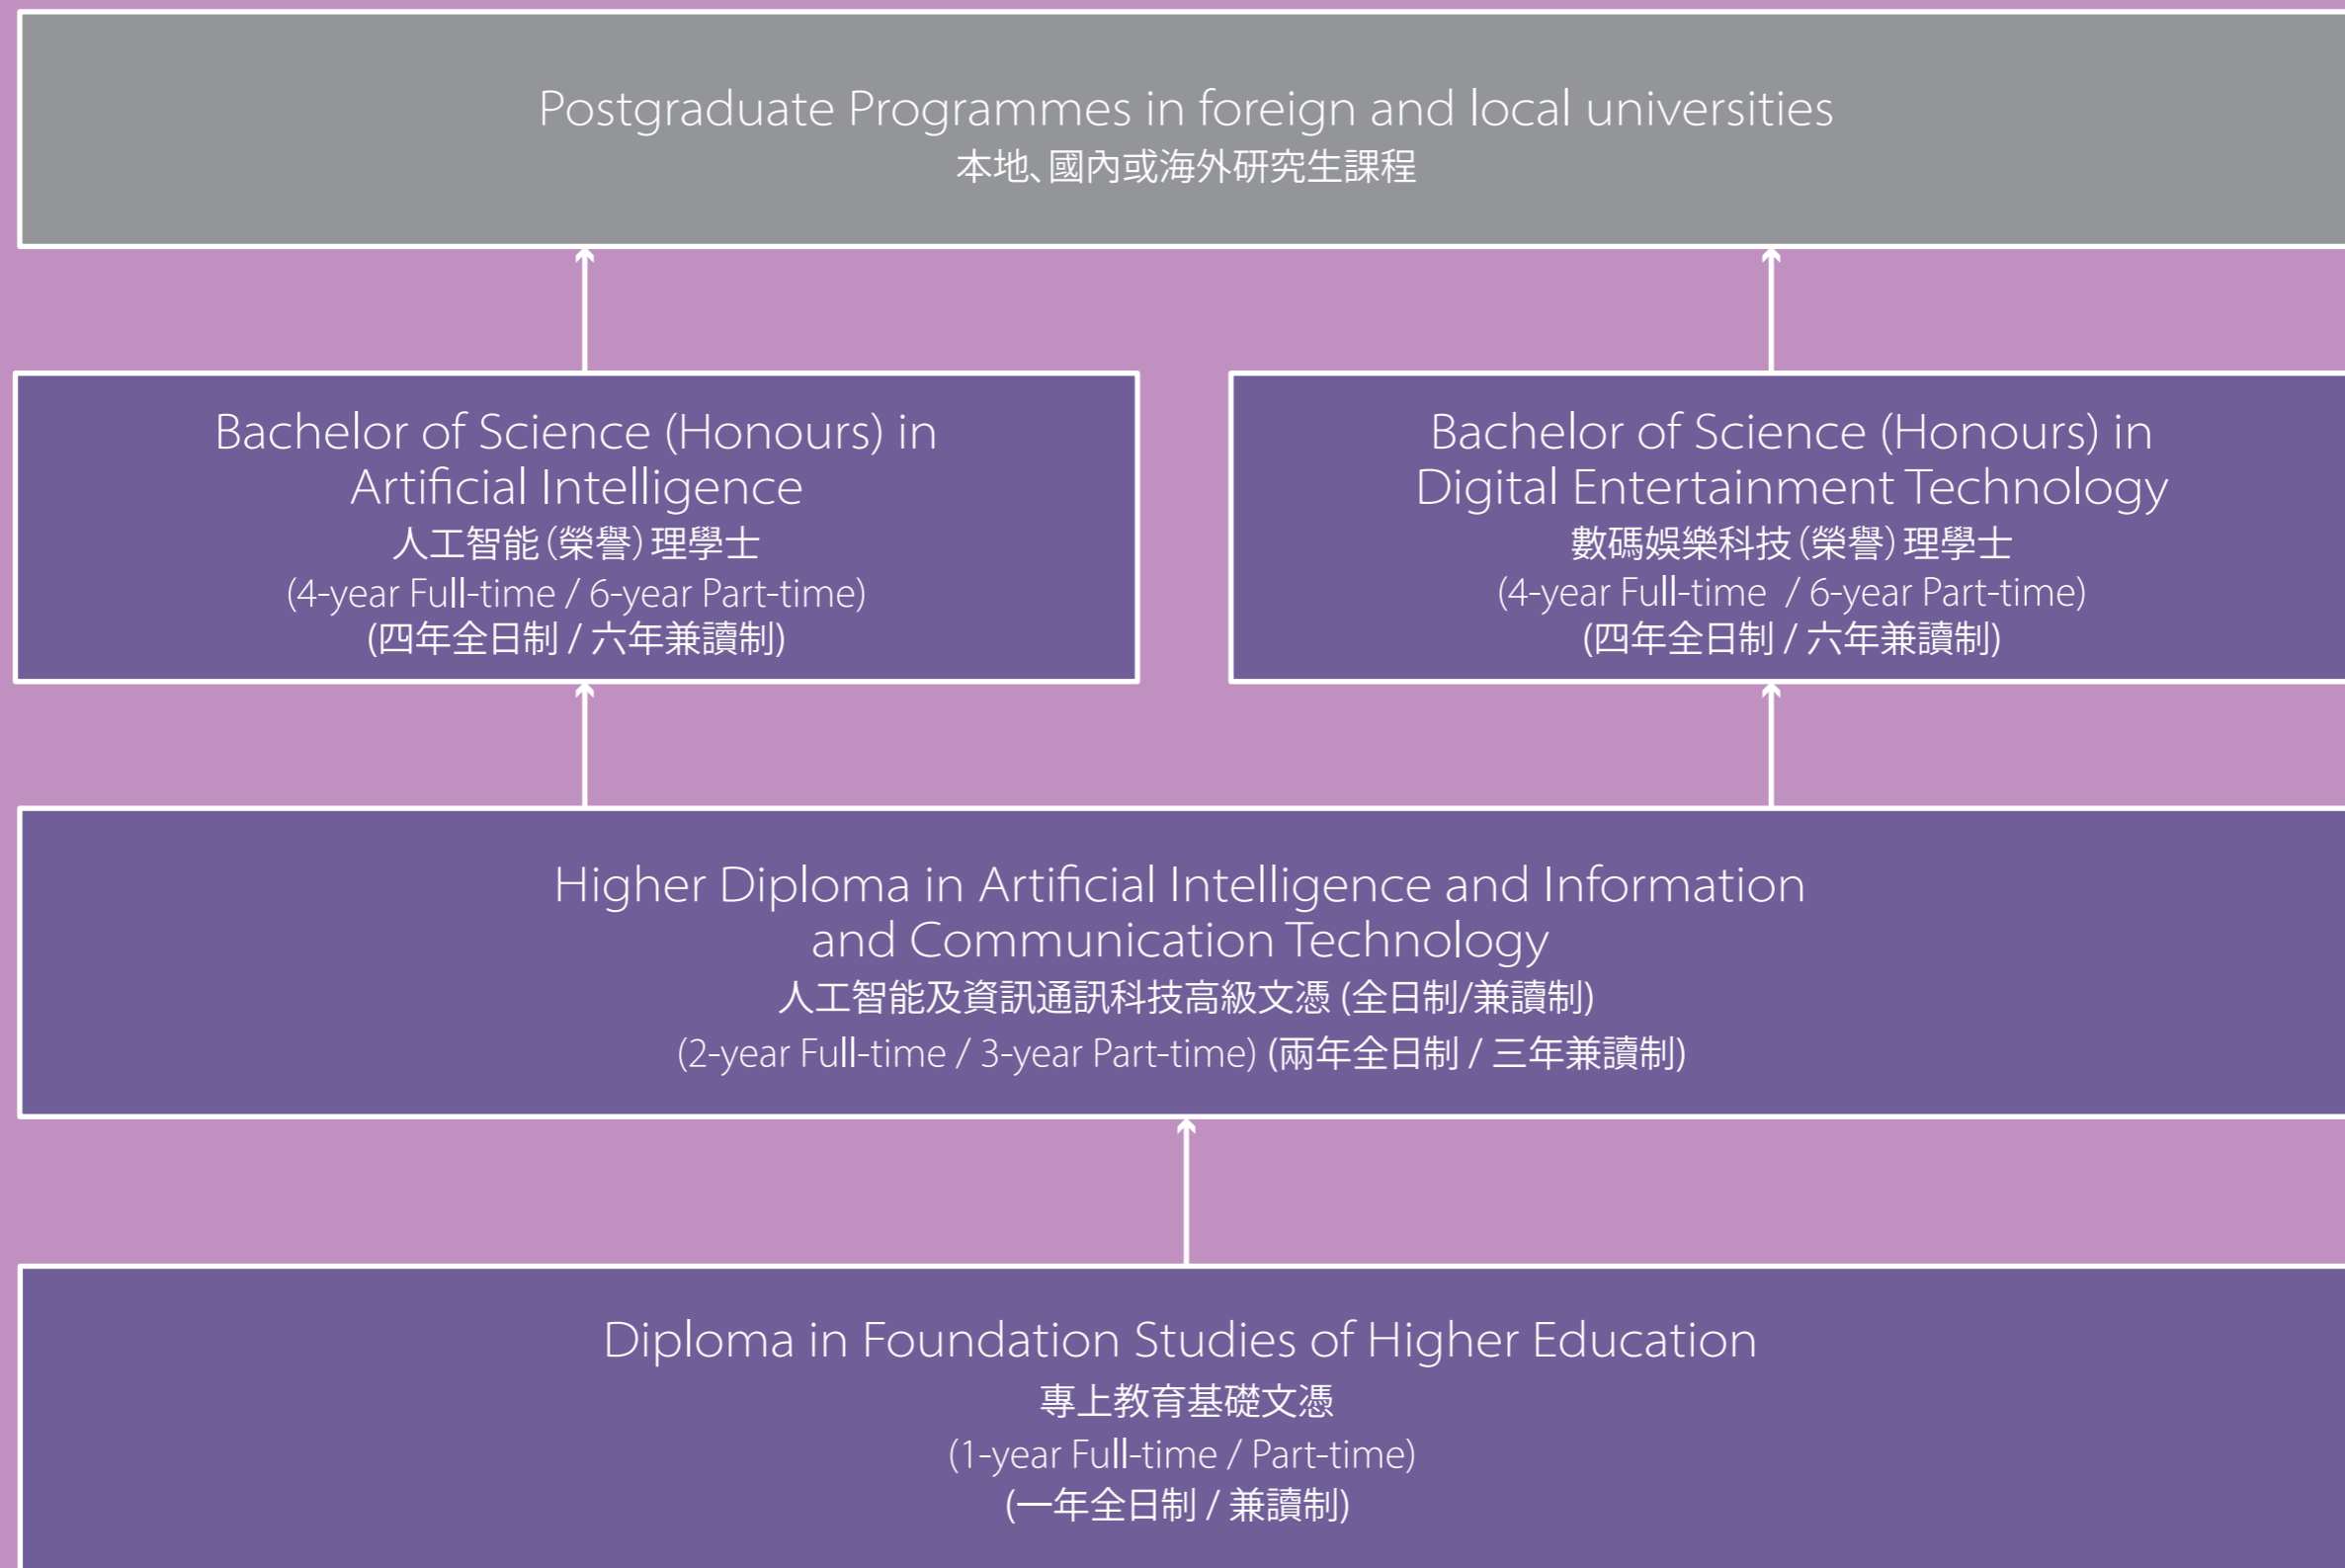 Postgraduate Programmes in foreign and local universities
本地、國內或海外研究生課程
Bachelor of Science (Honours) in
Artificial Intelligence
人工智能（榮譽）理學士
(4-year Full-time / 6-year Part-time)
(四年全日制 / 六年兼讀制)
Bachelor of Science (Honours) in
Digital Entertainment Technology
數碼娛樂科技（榮譽）理學士
(4-year Full-time / 6-year Part-time)
(四年全日制 / 六年兼讀制)
Higher Diploma in Artificial Intelligence and Information
and Communication Technology
人工智能及資訊通訊科技高級文憑 (全日制/兼讀制)
(2-year Full-time / 3-year Part-time) (兩年全日制 / 三年兼讀制)
Diploma in Foundation Studies of Higher Education
專上教育基礎文憑
(1-year Full-time / Part-time)
(一年全日制 / 兼讀制)